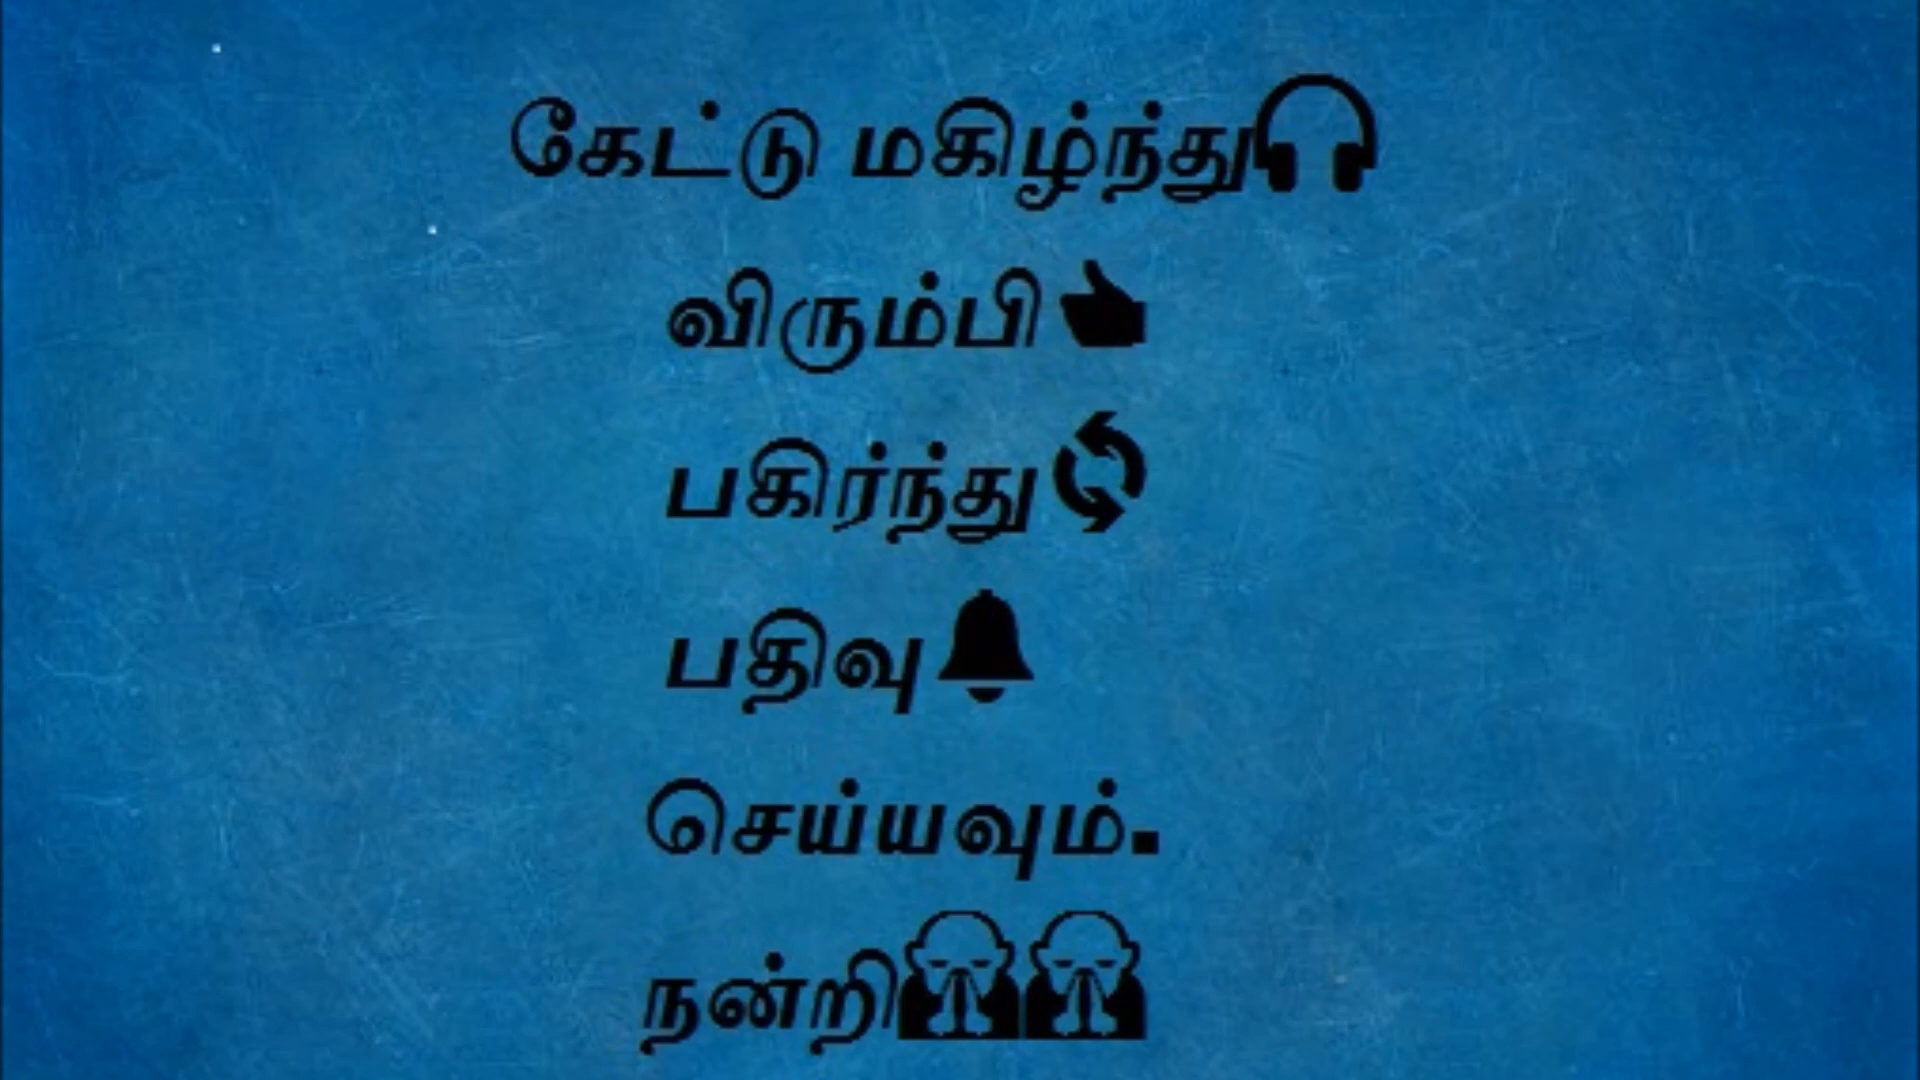 கேட்டு மகிழ்ந்து🎧
விரும்பி👍
பகிர்ந்து🔄
பதிவு🔔
செய்யவும்.
நன்றி🙏🙏